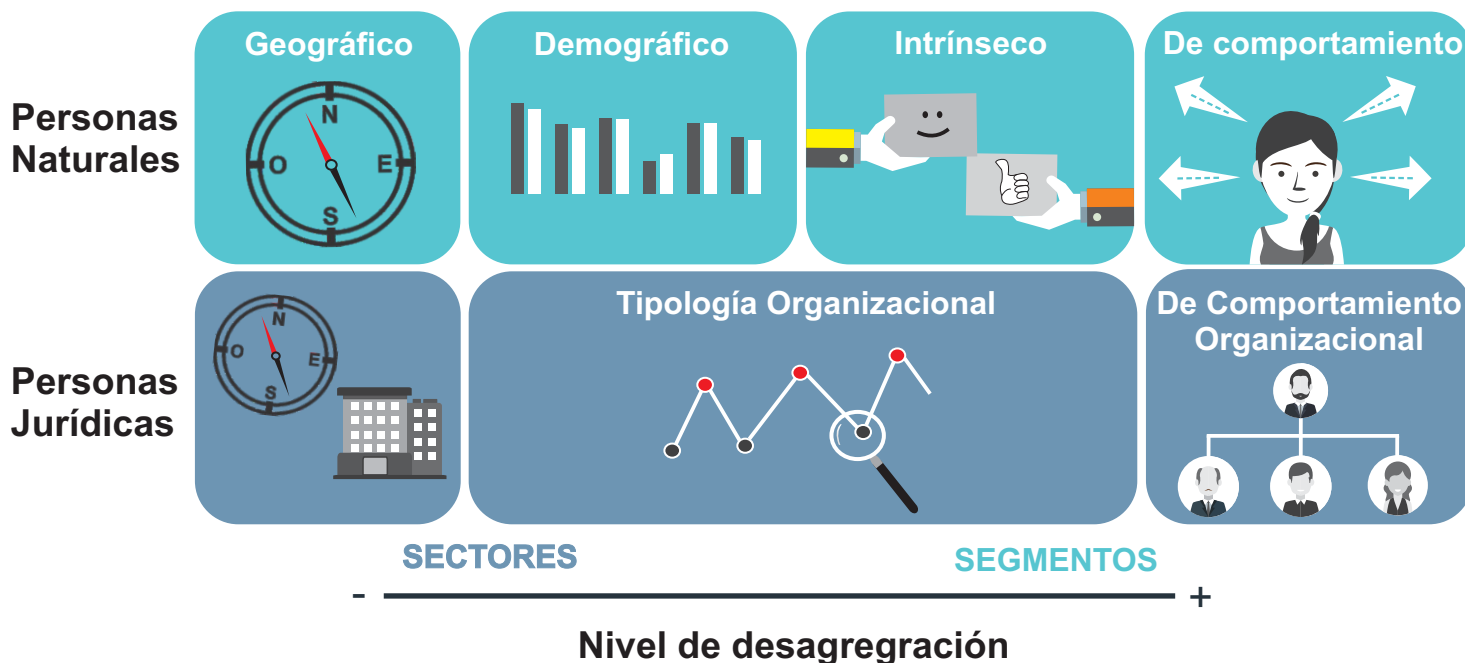 Geográfico
Demográfico
Intrínseco
De comportamiento
Personas
Naturales
N
O
E
S
Tipología Organizacional
De Comportamiento
Organizacional
Personas
Jurídicas
N
O
E
S
SECTORES
SEGMENTOS
-
+
Nivel de desagregración